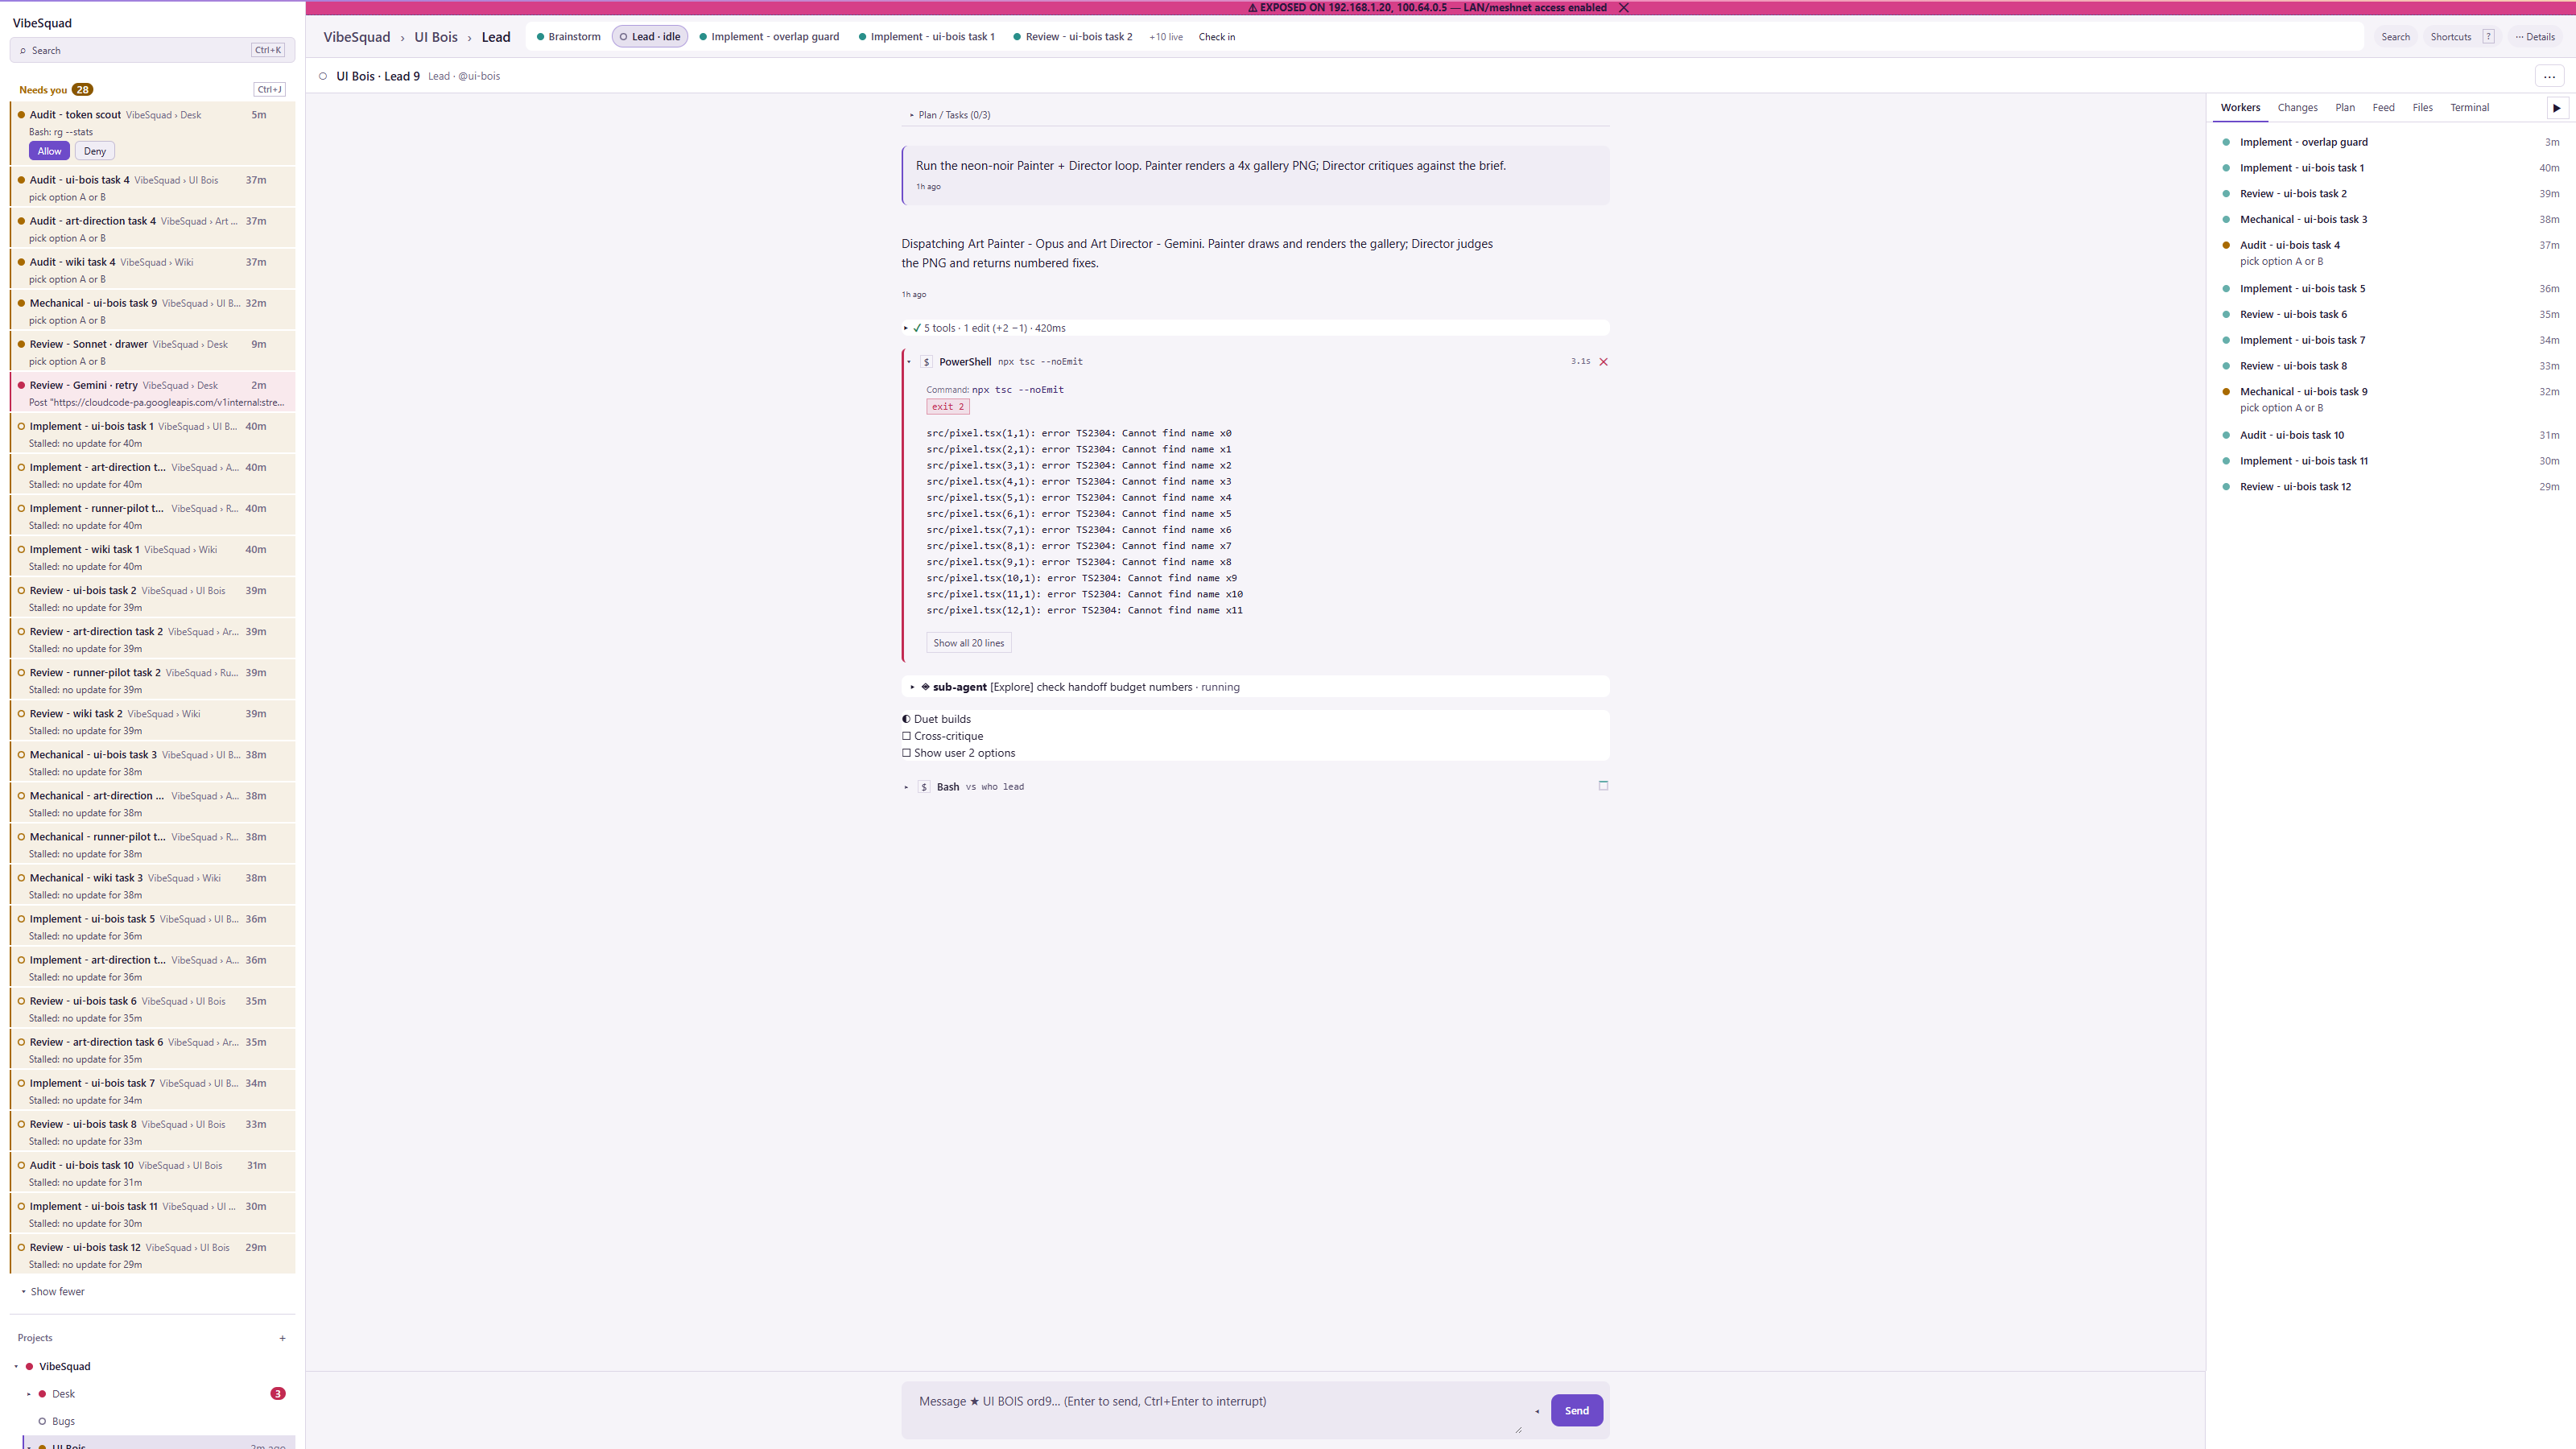 VibeSquad
Search Ctrl+K
Needs you 28 Ctrl+J
Audit - token scout VibeSquad › Desk 5m
Bash: rg --stats
Allow Deny
Audit - ui-bois task 4 VibeSquad › UI Bois 37m
pick option A or B
Audit - art-direction task 4 VibeSquad › Art ... 37m
pick option A or B
Audit - wiki task 4 VibeSquad › Wiki 37m
pick option A or B
Mechanical - ui-bois task 9 VibeSquad › UI B... 32m
pick option A or B
Review - Sonnet · drawer VibeSquad › Desk 9m
pick option A or B
Review - Gemini · retry VibeSquad › Desk 2m
Post "https://cloudcode-pa.googleapis.com/v1internal:stre...
Implement - ui-bois task 1 VibeSquad › UI B... 40m
Stalled: no update for 40m
Implement - art-direction t... VibeSquad › A... 40m
Stalled: no update for 40m
Implement - runner-pilot t... VibeSquad › R... 40m
Stalled: no update for 40m
Implement - wiki task 1 VibeSquad › Wiki 40m
Stalled: no update for 40m
Review - ui-bois task 2 VibeSquad › UI Bois 39m
Stalled: no update for 39m
Review - art-direction task 2 VibeSquad › Ar... 39m
Stalled: no update for 39m
Review - runner-pilot task 2 VibeSquad › Ru... 39m
Stalled: no update for 39m
Review - wiki task 2 VibeSquad › Wiki 39m
Stalled: no update for 39m
Mechanical - ui-bois task 3 VibeSquad › UI B... 38m
Stalled: no update for 38m
Mechanical - art-direction ... VibeSquad › A... 38m
Stalled: no update for 38m
Mechanical - runner-pilot t... VibeSquad › R... 38m
Stalled: no update for 38m
Mechanical - wiki task 3 VibeSquad › Wiki 38m
Stalled: no update for 38m
Implement - ui-bois task 5 VibeSquad › UI B... 36m
Stalled: no update for 36m
Implement - art-direction t... VibeSquad › A... 36m
Stalled: no update for 36m
Review - ui-bois task 6 VibeSquad › UI Bois 35m
Stalled: no update for 35m
Review - art-direction task 6 VibeSquad › Ar... 35m
Stalled: no update for 35m
Implement - ui-bois task 7 VibeSquad › UI B... 34m
Stalled: no update for 34m
Review - ui-bois task 8 VibeSquad › UI Bois 33m
Stalled: no update for 33m
Audit - ui-bois task 10 VibeSquad › UI Bois 31m
Stalled: no update for 31m
Implement - ui-bois task 11 VibeSquad › UI ... 30m
Stalled: no update for 30m
Review - ui-bois task 12 VibeSquad › UI Bois 29m
Stalled: no update for 29m
Show fewer
Projects +
VibeSquad
Desk 3
Bugs
UI Bois 2m ago
⚠ EXPOSED ON 192.168.1.20, 100.64.0.5 — LAN/meshnet access enabled
VibeSquad › UI Bois › Lead
Brainstorm Lead · idle Implement - overlap guard Implement - ui-bois task 1 Review - ui-bois task 2 +10 live Check in
Search Shortcuts ? ··· Details
UI Bois · Lead 9 Lead · @ui-bois ...
Plan / Tasks (0/3)
Run the neon-noir Painter + Director loop. Painter renders a 4x gallery PNG; Director critiques against the brief.
1h ago
Dispatching Art Painter - Opus and Art Director - Gemini. Painter draws and renders the gallery; Director judges
the PNG and returns numbered fixes.
1h ago
✓ 5 tools · 1 edit (+2 −1) · 420ms
$ PowerShell npx tsc --noEmit 3.1s
Command: npx tsc --noEmit
exit 2
src/pixel.tsx(1,1): error TS2304: Cannot find name x0
src/pixel.tsx(2,1): error TS2304: Cannot find name x1
src/pixel.tsx(3,1): error TS2304: Cannot find name x2
src/pixel.tsx(4,1): error TS2304: Cannot find name x3
src/pixel.tsx(5,1): error TS2304: Cannot find name x4
src/pixel.tsx(6,1): error TS2304: Cannot find name x5
src/pixel.tsx(7,1): error TS2304: Cannot find name x6
src/pixel.tsx(8,1): error TS2304: Cannot find name x7
src/pixel.tsx(9,1): error TS2304: Cannot find name x8
src/pixel.tsx(10,1): error TS2304: Cannot find name x9
src/pixel.tsx(11,1): error TS2304: Cannot find name x10
src/pixel.tsx(12,1): error TS2304: Cannot find name x11
Show all 20 lines
sub-agent [Explore] check handoff budget numbers · running
◐ Duet builds
☐ Cross-critique
☐ Show user 2 options
$ Bash vs who lead
Message ★ UI BOIS ord9... (Enter to send, Ctrl+Enter to interrupt)
Send
Workers Changes Plan Feed Files Terminal
Implement - overlap guard 3m
Implement - ui-bois task 1 40m
Review - ui-bois task 2 39m
Mechanical - ui-bois task 3 38m
Audit - ui-bois task 4 37m
pick option A or B
Implement - ui-bois task 5 36m
Review - ui-bois task 6 35m
Implement - ui-bois task 7 34m
Review - ui-bois task 8 33m
Mechanical - ui-bois task 9 32m
pick option A or B
Audit - ui-bois task 10 31m
Implement - ui-bois task 11 30m
Review - ui-bois task 12 29m